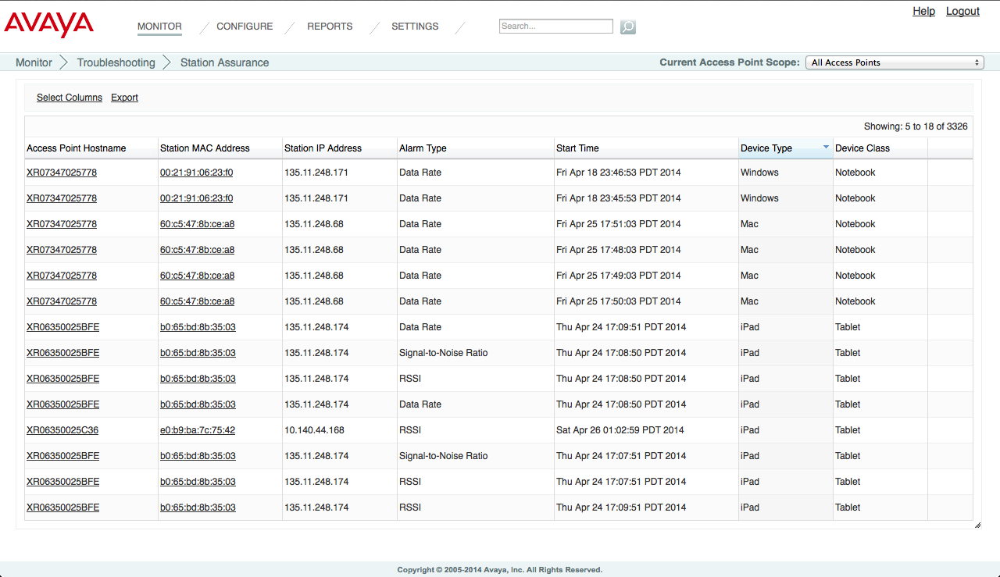 Help Logout
AVAYA MONITOR CONFIGURE REPORTS SETTINGS Search...
Monitor Troubleshooting Station Assurance Current Access Point Scope: All Access Points
Select Columns Export
Showing: 5 to 18 of 3326
Access Point Hostname Station MAC Address Station IP Address Alarm Type Start Time Device Type Device Class
XR07347025778 00:21:91:06:23:f0 135.11.248.171 Data Rate Fri Apr 18 23:46:53 PDT 2014 Windows Notebook
XR07347025778 00:21:91:06:23:f0 135.11.248.171 Data Rate Fri Apr 18 23:45:53 PDT 2014 Windows Notebook
XR07347025778 60:c5:47:8b:ce:a8 135.11.248.68 Data Rate Fri Apr 25 17:51:03 PDT 2014 Mac Notebook
XR07347025778 60:c5:47:8b:ce:a8 135.11.248.68 Data Rate Fri Apr 25 17:48:03 PDT 2014 Mac Notebook
XR07347025778 60:c5:47:8b:ce:a8 135.11.248.68 Data Rate Fri Apr 25 17:49:03 PDT 2014 Mac Notebook
XR07347025778 60:c5:47:8b:ce:a8 135.11.248.68 Data Rate Fri Apr 25 17:50:03 PDT 2014 Mac Notebook
XR06350025BFE b0:65:bd:8b:35:03 135.11.248.174 Data Rate Thu Apr 24 17:09:51 PDT 2014 iPad Tablet
XR06350025BFE b0:65:bd:8b:35:03 135.11.248.174 Signal-to-Noise Ratio Thu Apr 24 17:08:50 PDT 2014 iPad Tablet
XR06350025BFE b0:65:bd:8b:35:03 135.11.248.174 RSSI Thu Apr 24 17:08:50 PDT 2014 iPad Tablet
XR06350025BFE b0:65:bd:8b:35:03 135.11.248.174 Data Rate Thu Apr 24 17:08:50 PDT 2014 iPad Tablet
XR06350025C36 e0:b9:ba:7c:75:42 10.140.44.168 RSSI Sat Apr 26 01:02:59 PDT 2014 iPad Tablet
XR06350025BFE b0:65:bd:8b:35:03 135.11.248.174 Signal-to-Noise Ratio Thu Apr 24 17:07:51 PDT 2014 iPad Tablet
XR06350025BFE b0:65:bd:8b:35:03 135.11.248.174 RSSI Thu Apr 24 17:07:51 PDT 2014 iPad Tablet
XR06350025BFE b0:65:bd:8b:35:03 135.11.248.174 RSSI Thu Apr 24 17:09:51 PDT 2014 iPad Tablet
Copyright © 2005-2014 Avaya, Inc. All Rights Reserved.